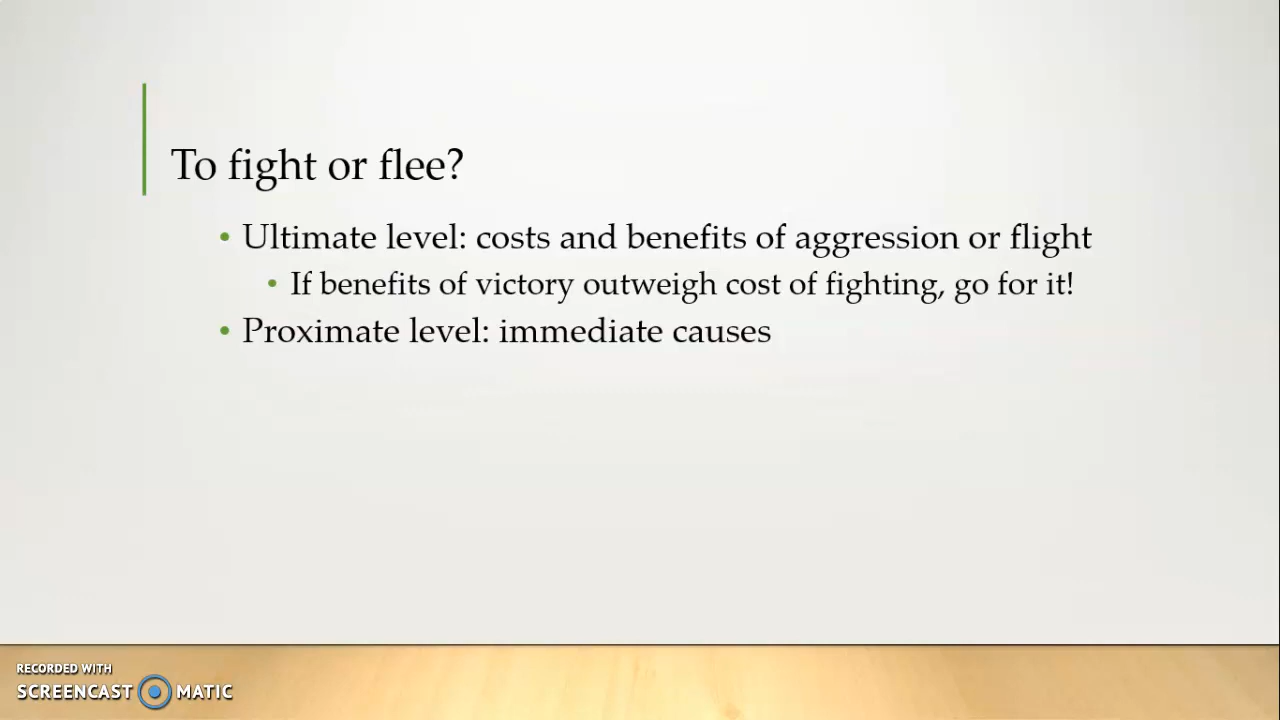 To fight or flee?
• Ultimate level: costs and benefits of aggression or flight
• If benefits of victory outweigh cost of fighting, go for it!
• Proximate level: immediate causes
RECORDED WITH
SCREENCAST MATIC